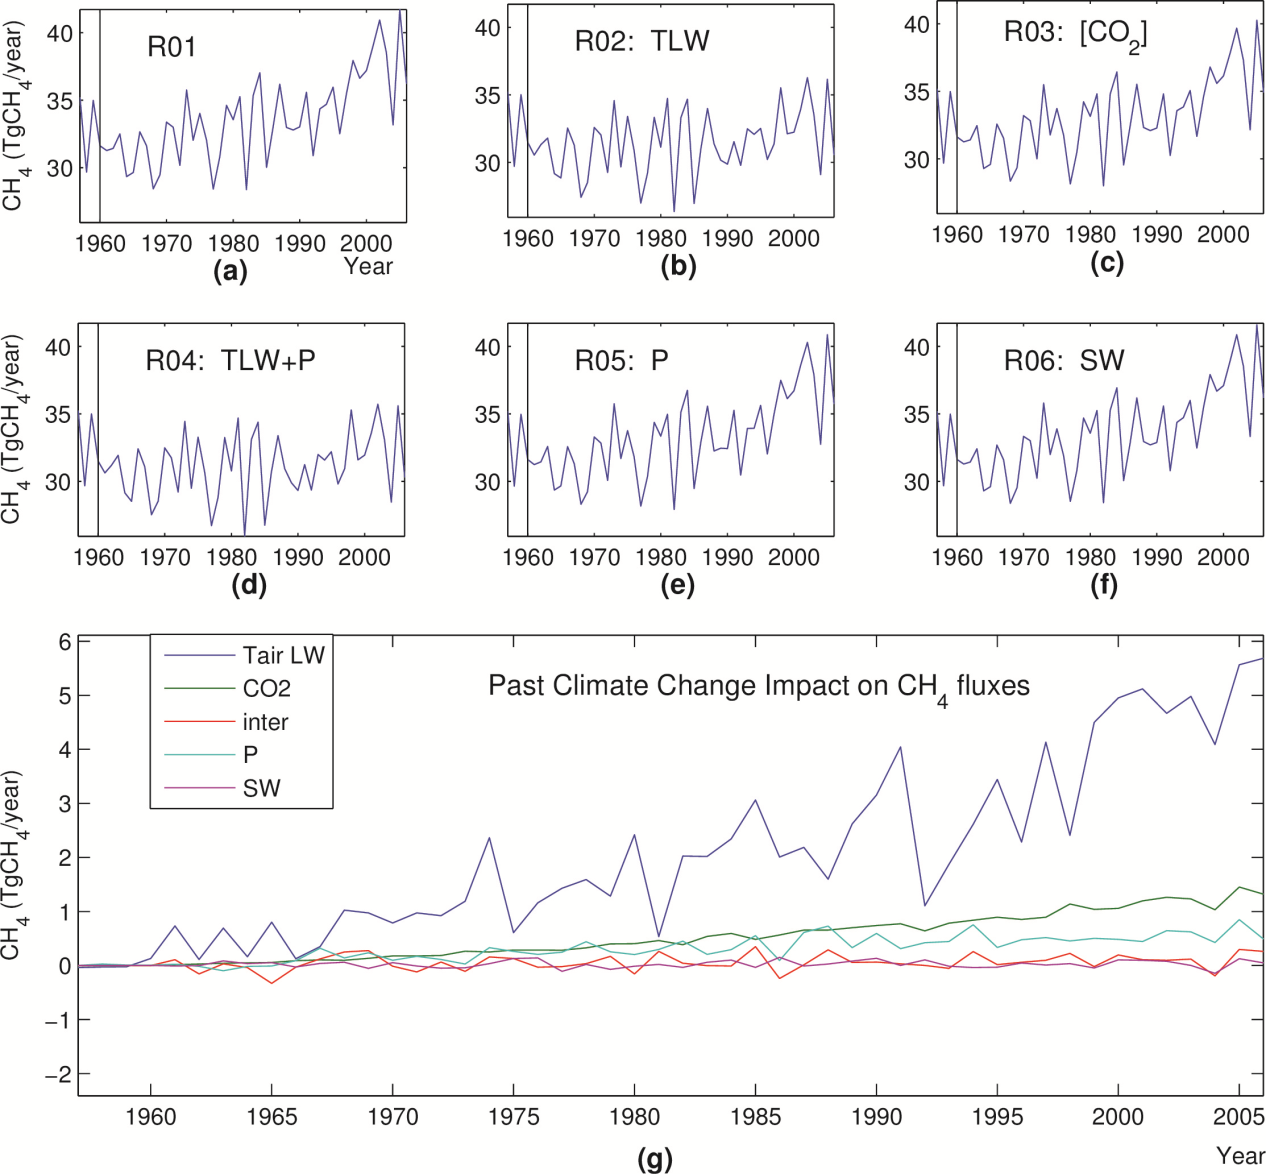 R01
CH4 (TgCH4/year)
40
35
30
1960 1970 1980 1990 2000
Year
(a)
R02: TLW
40
35
30
1960 1970 1980 1990 2000
(b)
R03: [CO2]
40
35
30
1960 1970 1980 1990 2000
(c)
R04: TLW+P
CH4 (TgCH4/year)
40
35
30
1960 1970 1980 1990 2000
(d)
R05: P
40
35
30
1960 1970 1980 1990 2000
(e)
R06: SW
40
35
30
1960 1970 1980 1990 2000
(f)
Past Climate Change Impact on CH4 fluxes
Tair LW
CO2
inter
P
SW
CH4 (TgCH4/year)
6
5
4
3
2
1
0
−1
−2
1960 1965 1970 1975 1980 1985 1990 1995 2000 2005
Year
(g)